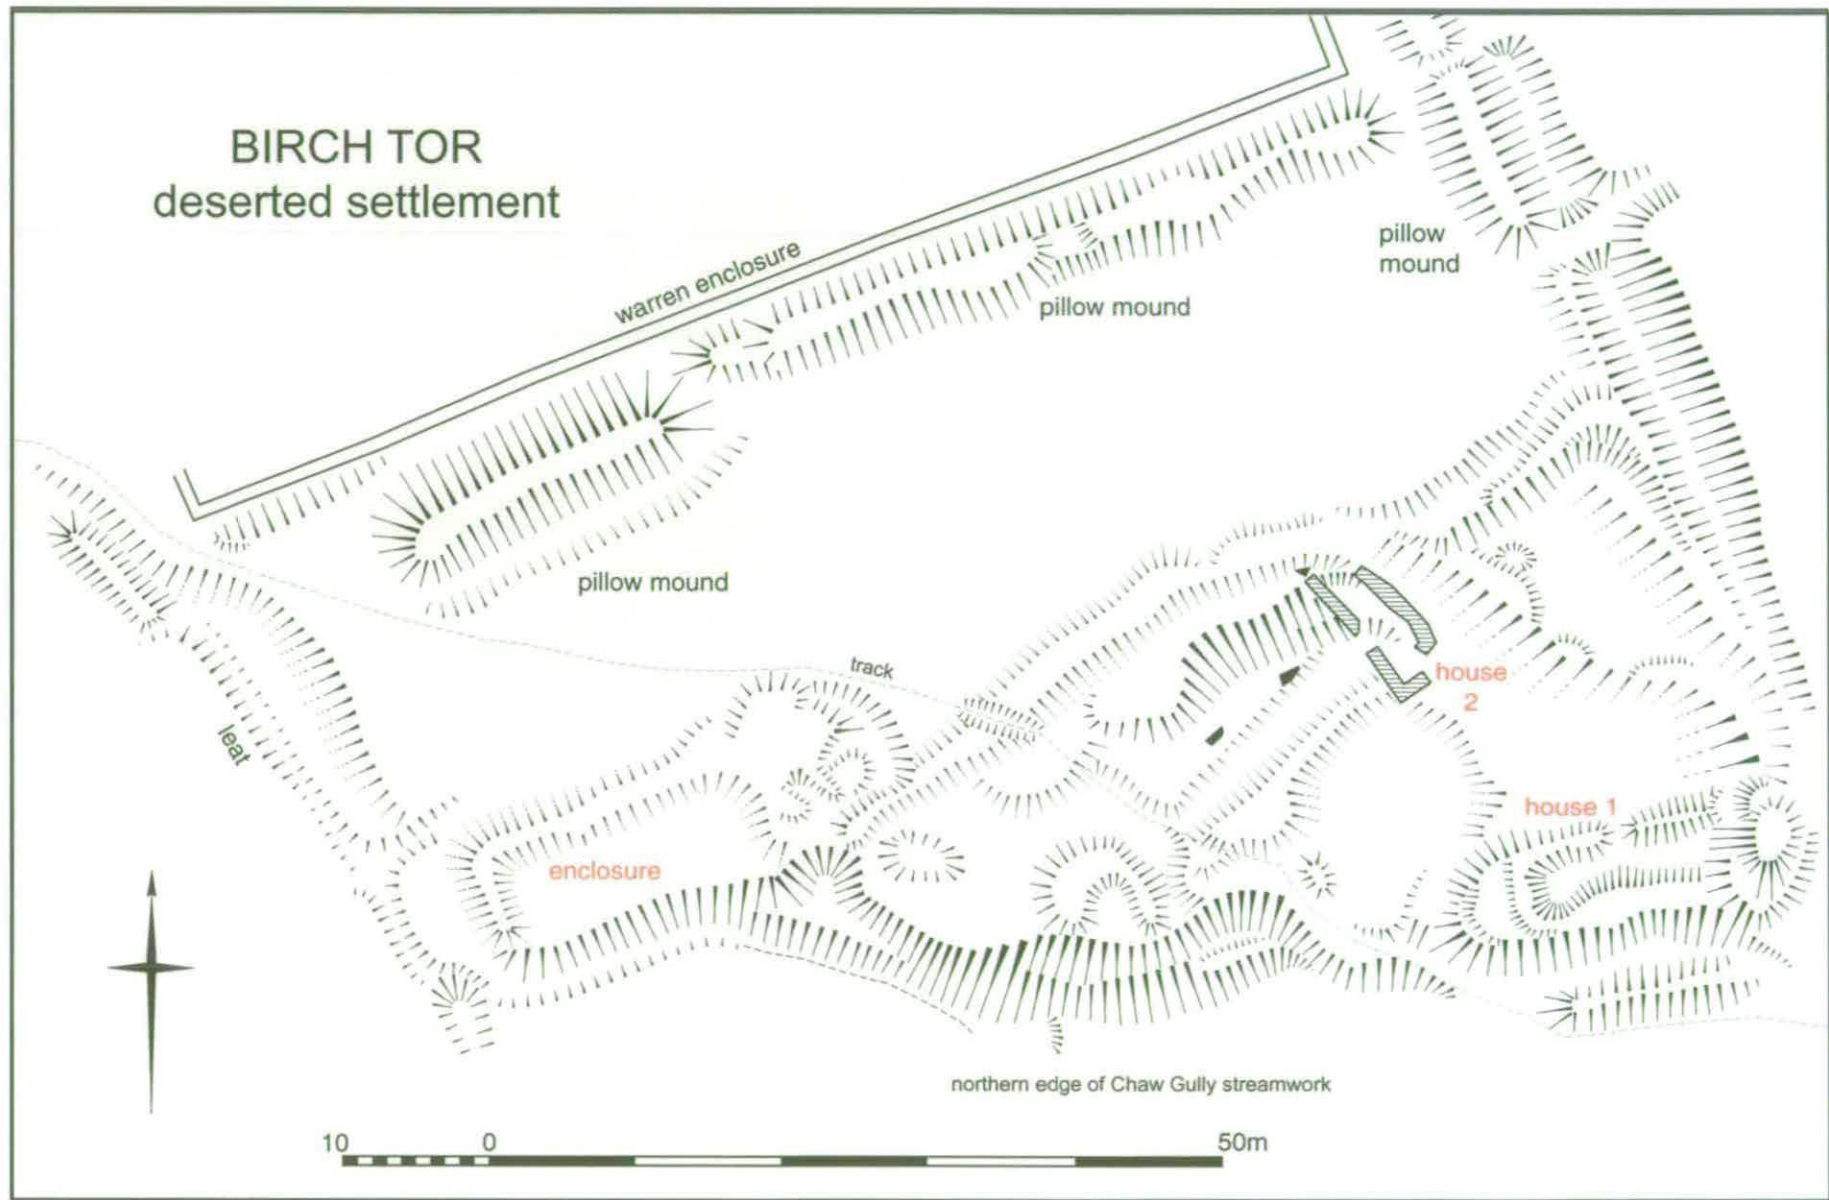 BIRCH TOR
deserted settlement
warren enclosure
pillow
mound
pillow mound
pillow mound
track
leat
house
2
house 1
enclosure
northern edge of Chaw Gully streamwork
10 0 50m